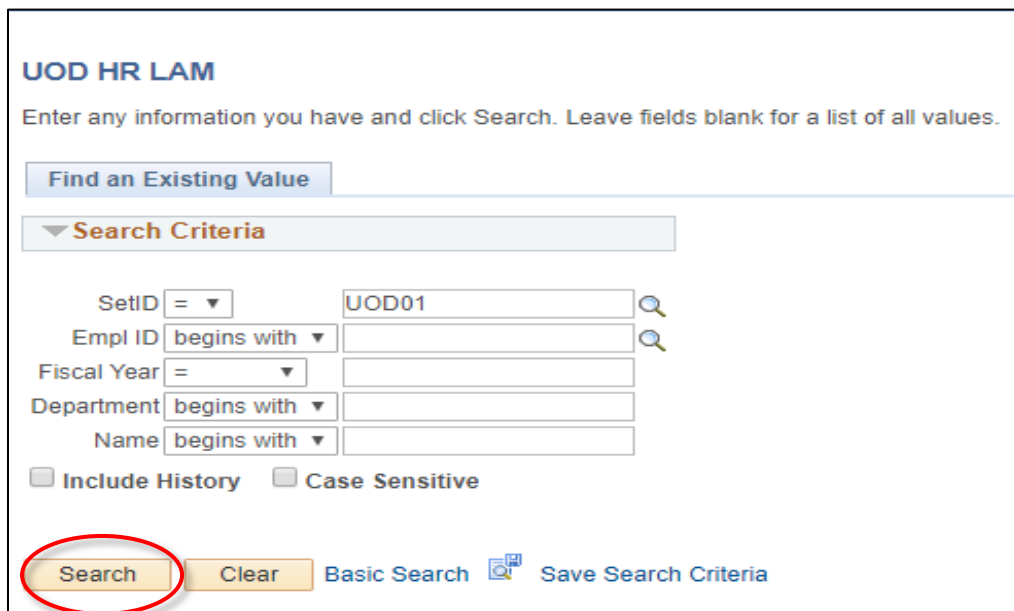 UOD HR LAM
Enter any information you have and click Search. Leave fields blank for a list of all values.
Find an Existing Value
Search Criteria
SetID = UOD01
Empl ID begins with
Fiscal Year =
Department begins with
Name begins with
Include History Case Sensitive
Search Clear Basic Search Save Search Criteria